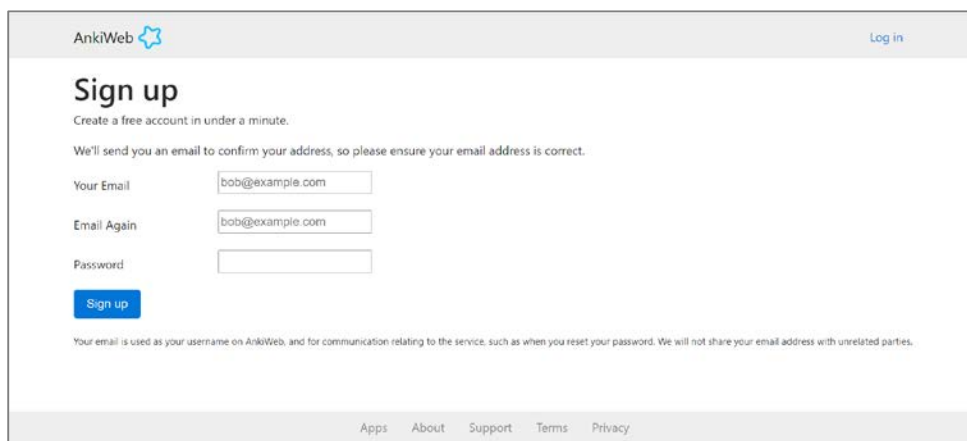 AnkiWeb
Log in
Sign up
Create a free account in under a minute.
We'll send you an email to confirm your address, so please ensure your email address is correct.
Your Email bob@example.com
Email Again bob@example.com
Password
Sign up
Your email is used as your username on AnkiWeb, and for communication relating to the service, such as when you reset your password. We will not share your email address with unrelated parties.
Apps About Support Terms Privacy